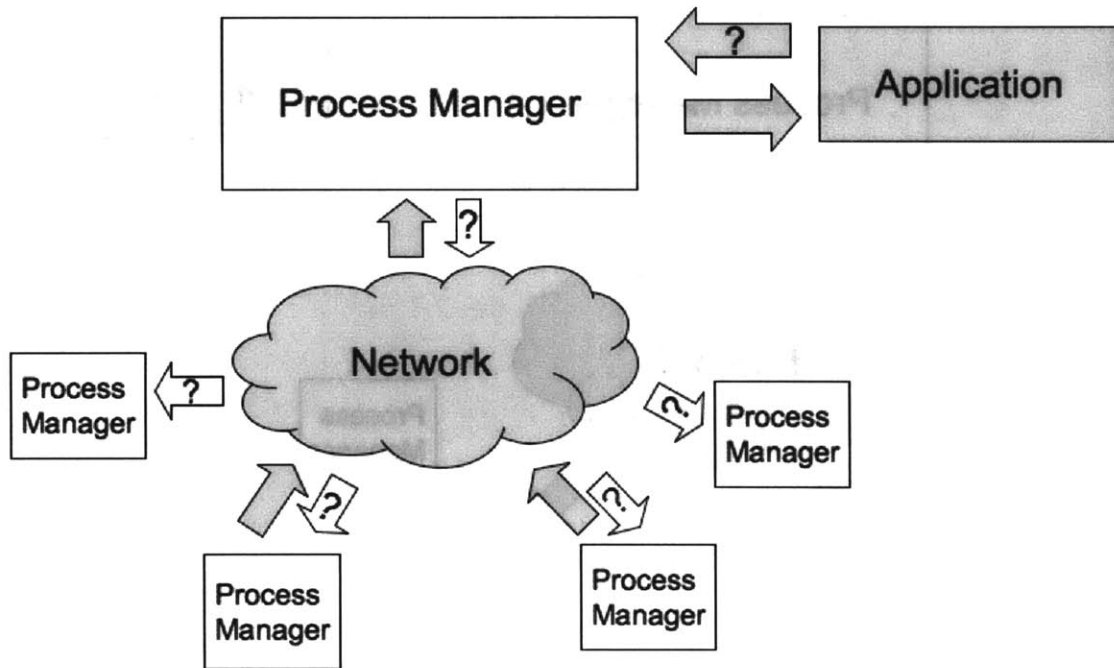 ?
Process Manager
Application
?
Network
?
Process
Manager
?
Process
Manager
?
?
Process
Manager
Process
Manager